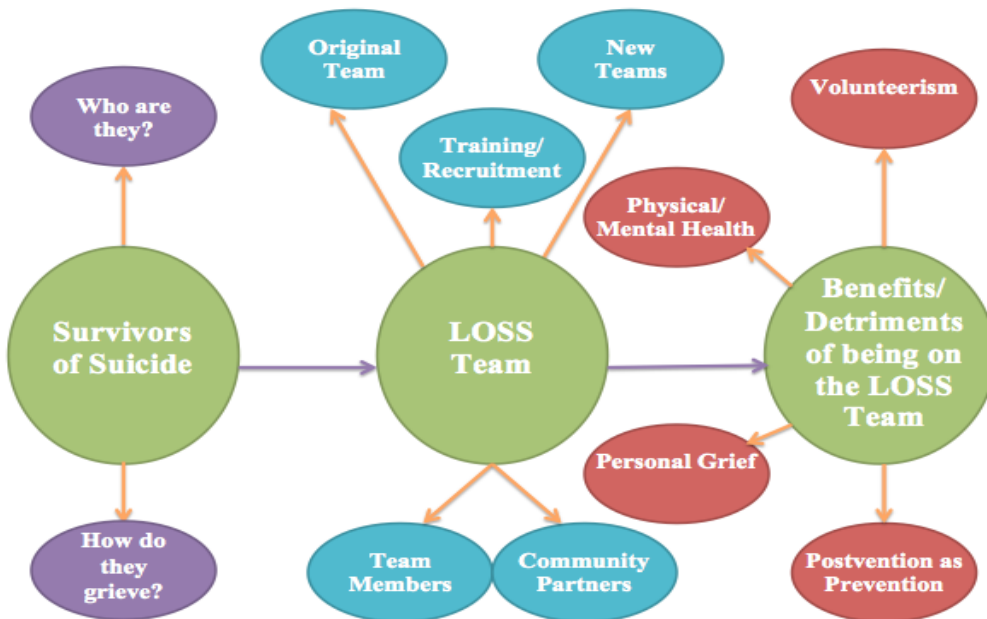 Original
Team
New
Teams
Who are
they?
Volunteerism
Training/
Recruitment
Physical/
Mental Health
Survivors
of Suicide
LOSS
Team
Benefits/
Detriments
of being on
the LOSS
Team
Personal Grief
How do
they
grieve?
Team
Members
Community
Partners
Postvention as
Prevention